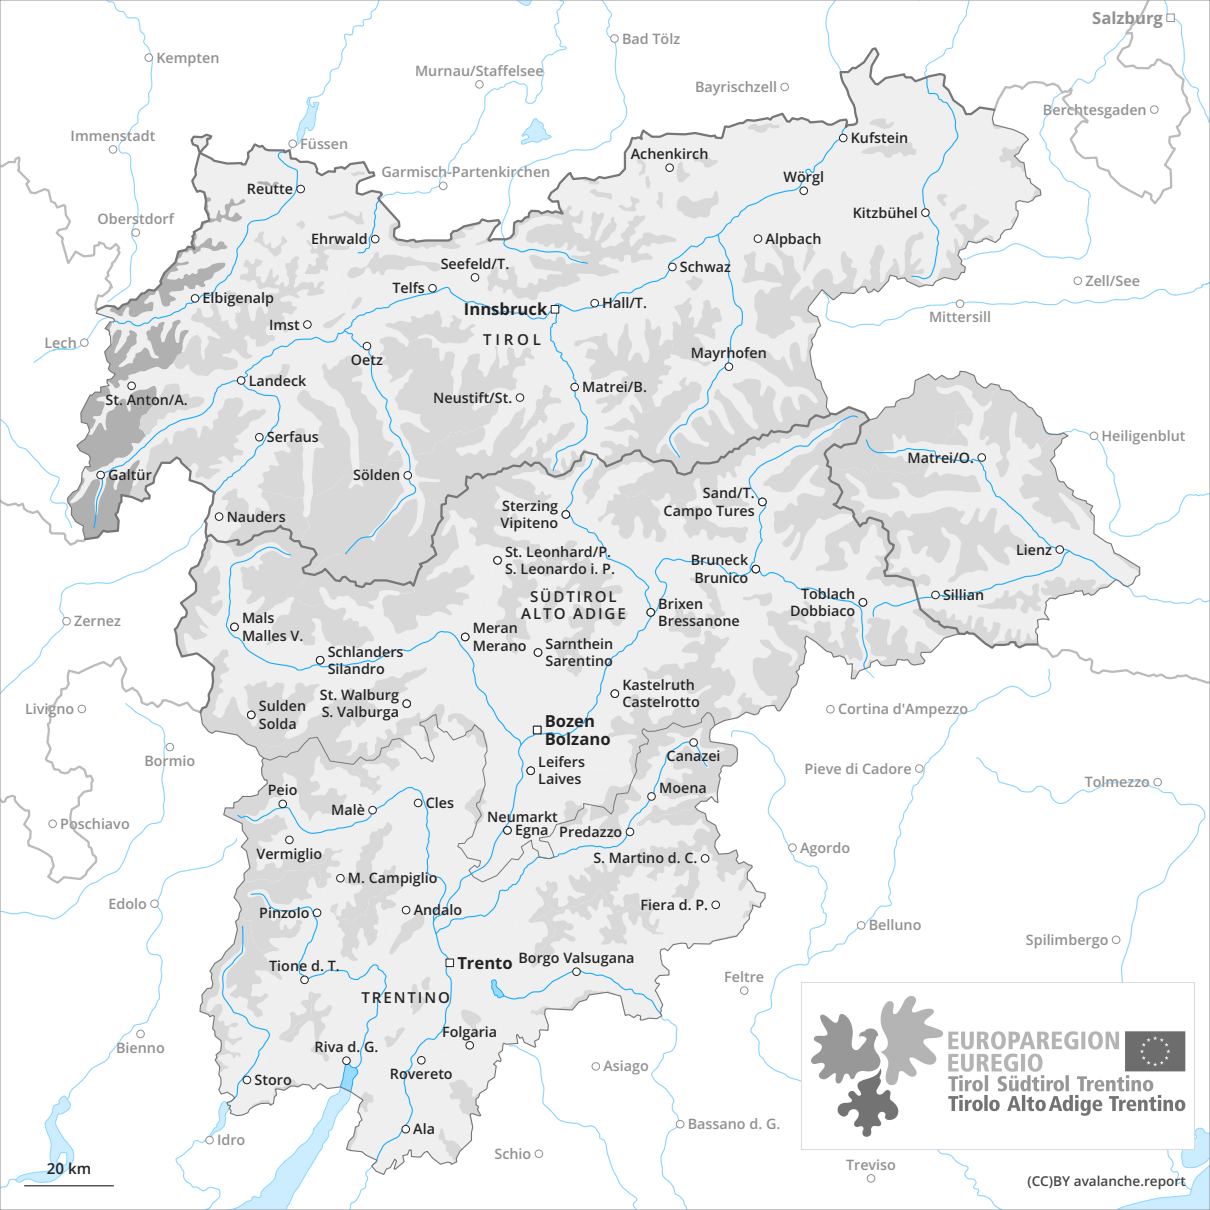 Salzburg
Kempten
Bad Tölz
Murnau/Staffelsee
Bayrischzell
Berchtesgaden
Immenstadt
Füssen
Kufstein
Achenkirch
Garmisch-Partenkirchen
Wörgl
Reutte
Oberstdorf
Kitzbühel
Ehrwald
Alpbach
Seefeld/T.
Schwaz
Zell/See
Telfs
Elbigenalp
Innsbruck
Hall/T.
Mittersill
Imst
TIROL
Lech
Oetz
Mayrhofen
Landeck
Matrei/B.
St. Anton/A.
Neustift/St.
Serfaus
Heiligenblut
Matrei/O.
Galtür
Sölden
Sand/T.
Campo Tures
Sterzing
Vipiteno
Nauders
St. Leonhard/P.
S. Leonardo i. P.
Lienz
Bruneck
Brunico
SÜDTIROL
ALTO ADIGE
Toblach
Dobbiaco
Sillian
Brixen
Bressanone
Zernez
Mals
Malles V.
Meran
Merano
Sarnthein
Sarentino
Schlanders
Silandro
Kastelruth
Castelrotto
St. Walburg
S. Valburga
Livigno
Sulden
Solda
Cortina d'Ampezzo
Bozen
Bolzano
Bormio
Canazei
Leifers
Laives
Pieve di Cadore
Tolmezzo
Peio
Moena
Malè
Cles
Neumarkt
Egna
Predazzo
Poschiavo
Vermiglio
S. Martino d. C.
Agordo
M. Campiglio
Edolo
Pinzolo
Andalo
Fiera d. P.
Belluno
Spilimbergo
Trento
Borgo Valsugana
Tione d. T.
Feltre
TRENTINO
Folgaria
Bienno
Riva d. G.
Rovereto
Asiago
Storo
EUROPAREGION
EUREGIO
Tirol Südtirol Trentino
Tirolo Alto Adige Trentino
Ala
Bassano d. G.
Idro
Schio
Treviso
20 km
(CC)BY avalanche.report